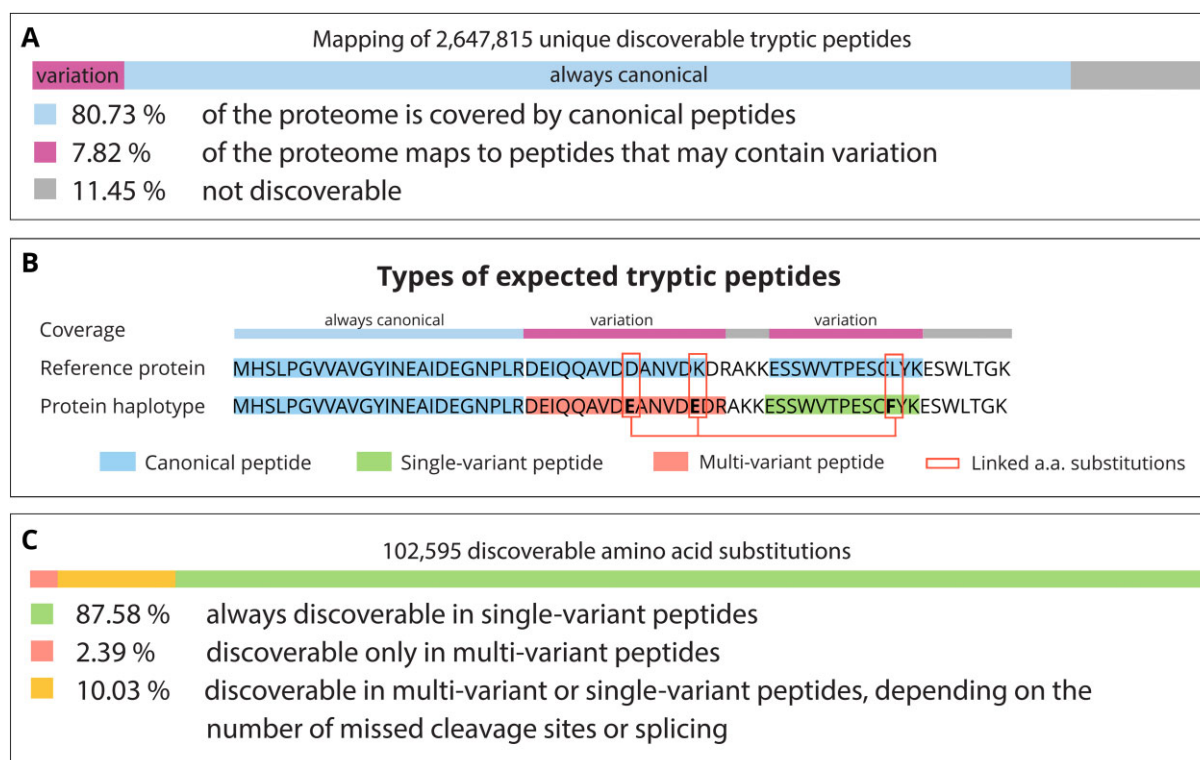 A
Mapping of 2,647,815 unique discoverable tryptic peptides
variation always canonical
80.73 % of the proteome is covered by canonical peptides
7.82 % of the proteome maps to peptides that may contain variation
11.45 % not discoverable
B
Types of expected tryptic peptides
Coverage always canonical variation variation
Reference protein MHSLPGVVAVGYINEAIDEGNPLRDEIQQAVDDANVDKDRAKKESSWVTPESCLYKESWLTGK
Protein haplotype MHSLPGVVAVGYINEAIDEGNPLRDEIQQAVDEANVDEDRAKKESSWVTPESCFYKESWLTGK
Canonical peptide Single-variant peptide Multi-variant peptide Linked a.a. substitutions
C
102,595 discoverable amino acid substitutions
87.58 % always discoverable in single-variant peptides
2.39 % discoverable only in multi-variant peptides
10.03 % discoverable in multi-variant or single-variant peptides, depending on the
number of missed cleavage sites or splicing